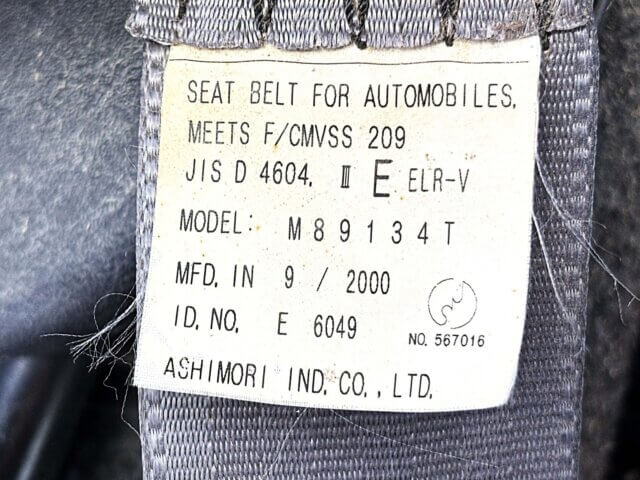 SEAT BELT FOR AUTOMOBILES.
MEETS F/CMVSS 209
JIS D 4604. Ⅲ E ELR-V
MODEL: M89134T
MFD. IN 9 / 2000
ID. NO. E 6049
NO. 567016
ASHIMORI IND. CO., LTD.